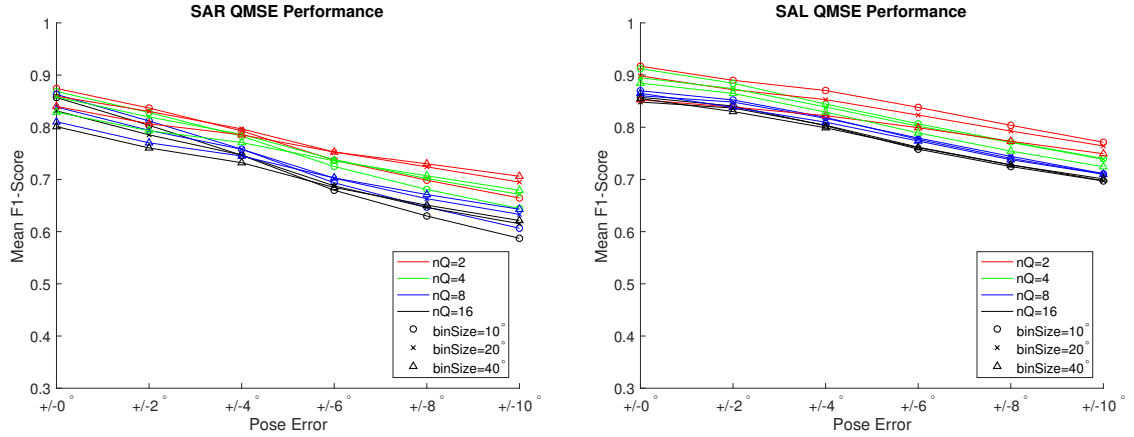 SAR QMSE Performance
1
0.9
0.8
0.7
0.6
0.5
0.4
0.3
Mean F1-Score
nQ=2
nQ=4
nQ=8
nQ=16
binSize=10°
binSize=20°
binSize=40°
+/-0° +/-2° +/-4° +/-6° +/-8° +/-10°
Pose Error
SAL QMSE Performance
1
0.9
0.8
0.7
0.6
0.5
0.4
0.3
Mean F1-Score
nQ=2
nQ=4
nQ=8
nQ=16
binSize=10°
binSize=20°
binSize=40°
+/-0° +/-2° +/-4° +/-6° +/-8° +/-10°
Pose Error